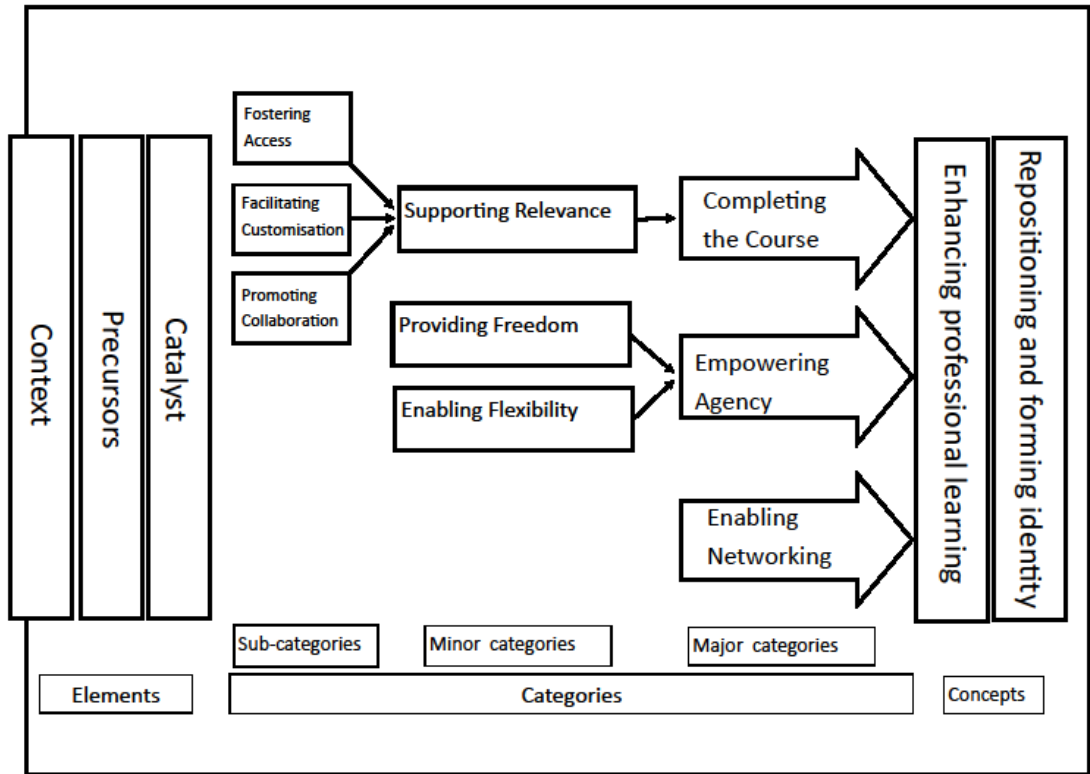 Context
Precursors
Catalyst
Fostering
Access
Facilitating
Customisation
Promoting
Collaboration
Supporting Relevance
Providing Freedom
Enabling Flexibility
Completing
the Course
Empowering
Agency
Enabling
Networking
Enhancing professional learning
Repositioning and forming identity
Sub-categories
Minor categories
Major categories
Elements
Categories
Concepts